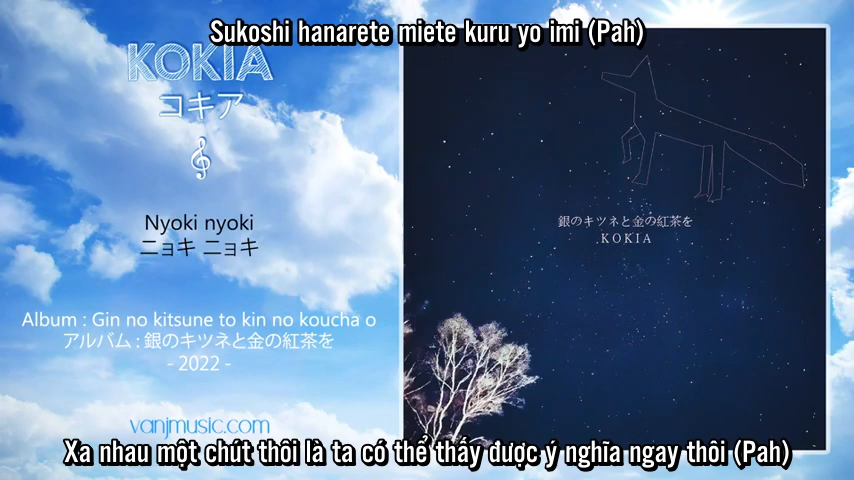 Sukoshi hanarete miete kuru yo imi (Pah)
KOKIA
コキア
Nyoki nyoki
ニョキ ニョキ
Album : Gin no kitsune to kin no koucha o
アルバム : 銀のキツネと金の紅茶を
- 2022 -
vanjmusic.com
銀のキツネと金の紅茶を
KOKIA
Xa nhau một chút thôi là ta có thể thấy được ý nghĩa ngay thôi (Pah)